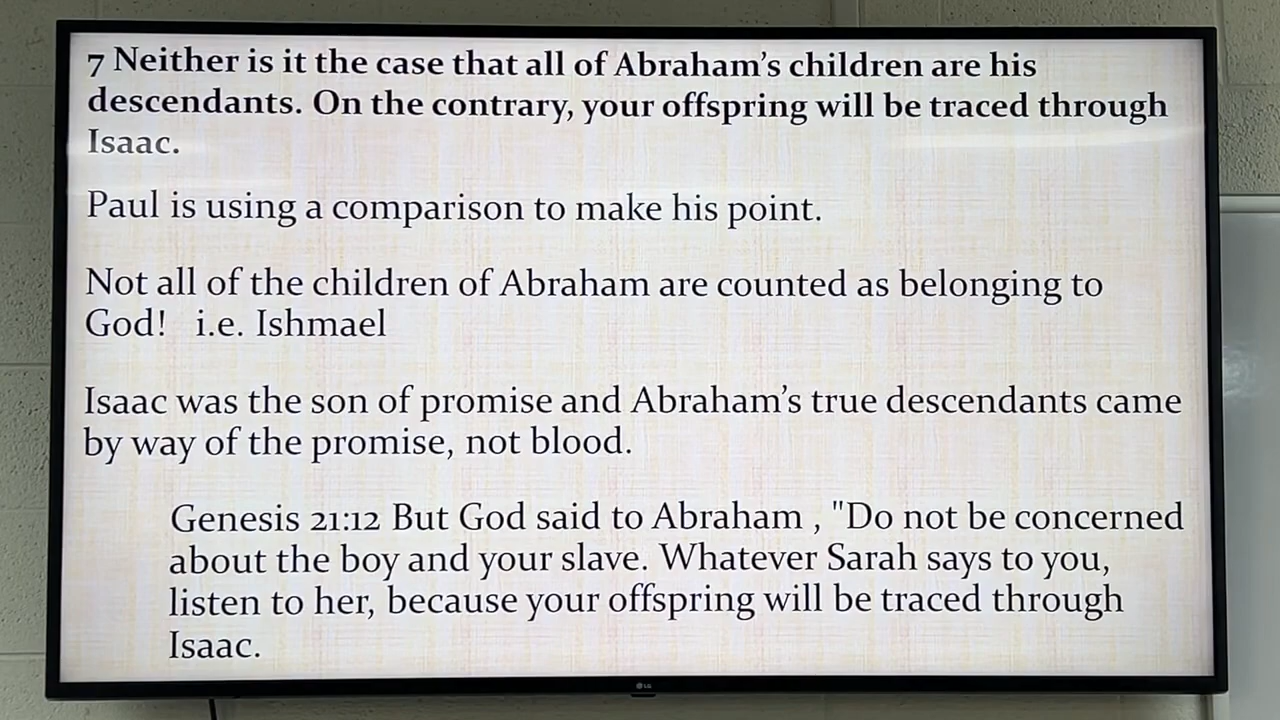 7 Neither is it the case that all of Abraham’s children are his
descendants. On the contrary, your offspring will be traced through
Isaac.
Paul is using a comparison to make his point.
Not all of the children of Abraham are counted as belonging to
God! i.e. Ishmael
Isaac was the son of promise and Abraham’s true descendants came
by way of the promise, not blood.
Genesis 21:12 But God said to Abraham , "Do not be concerned
about the boy and your slave. Whatever Sarah says to you,
listen to her, because your offspring will be traced through
Isaac.
LG